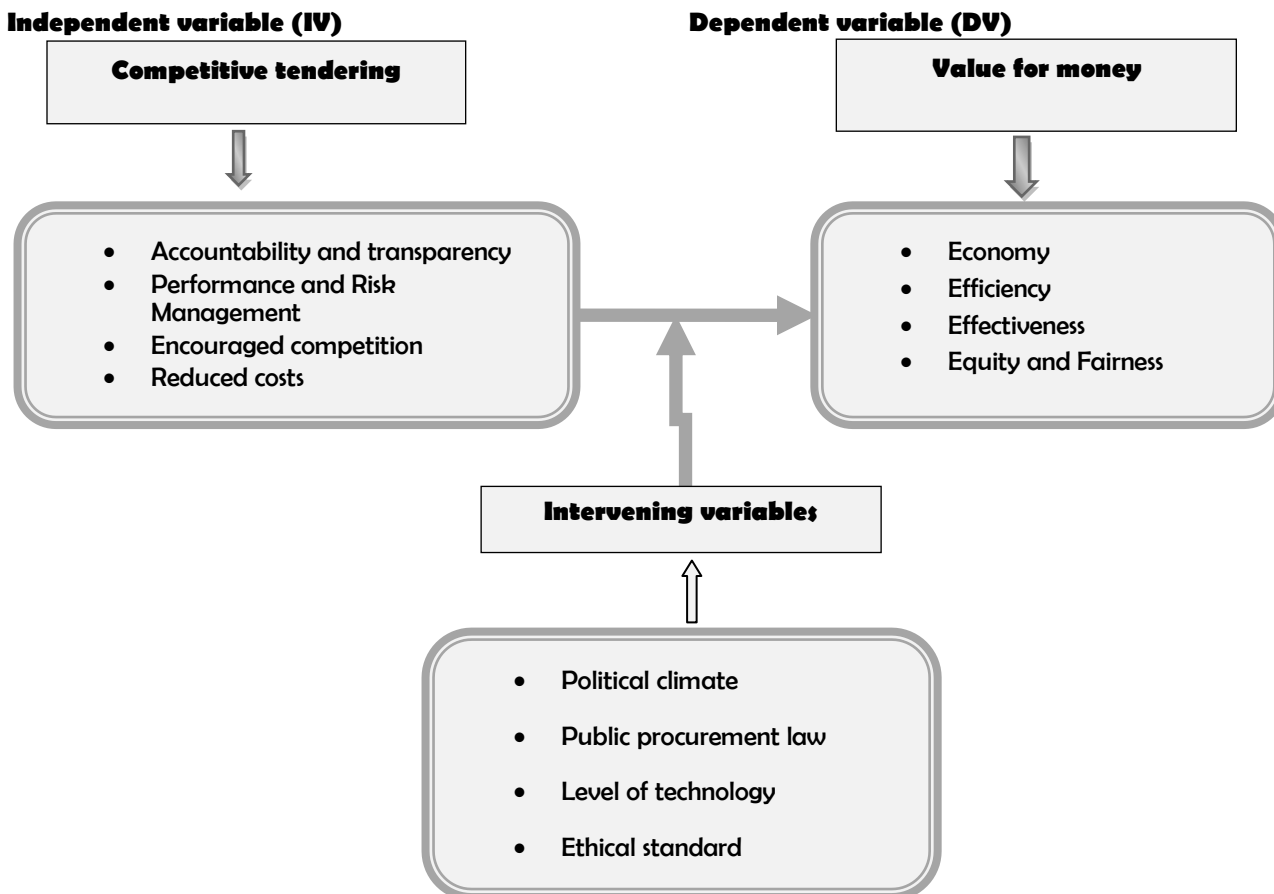 Independent variable (IV)
Dependent variable (DV)
Competitive tendering
Value for money
• Accountability and transparency
• Performance and Risk
Management
• Encouraged competition
• Reduced costs
• Economy
• Efficiency
• Effectiveness
• Equity and Fairness
Intervening variables
• Political climate
• Public procurement law
• Level of technology
• Ethical standard